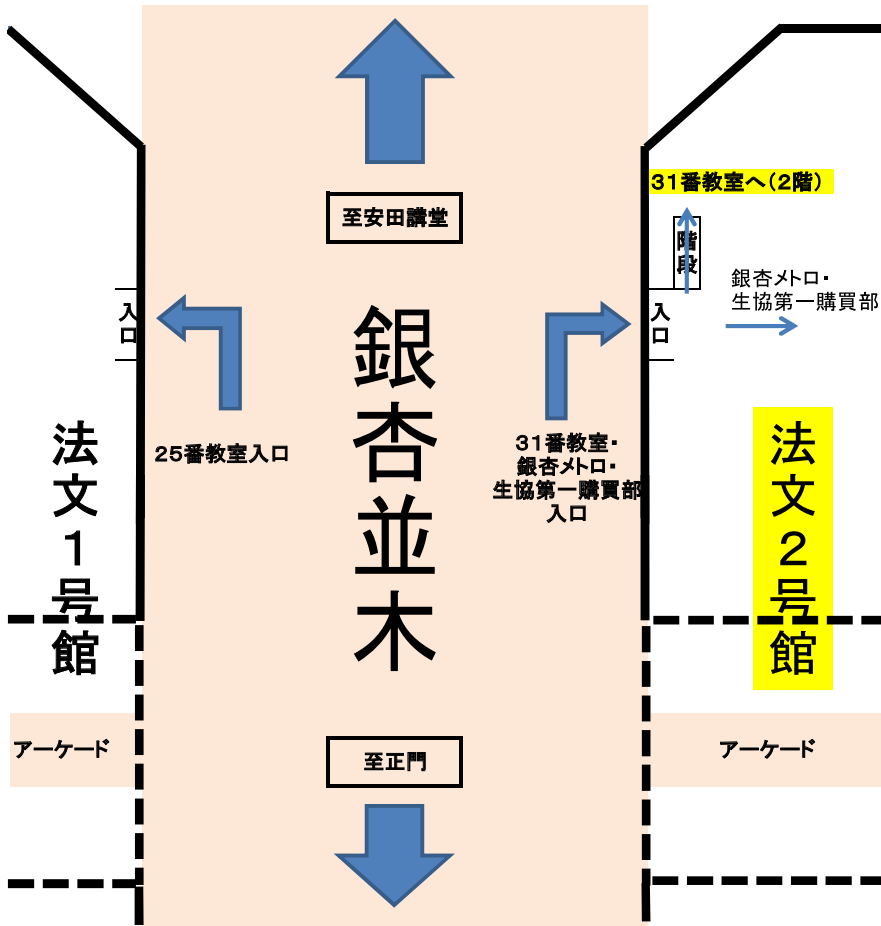 至安田講堂
31番教室へ(2階)
階段
銀杏メトロ・
生協第一購買部
入口
入口
銀杏並木
25番教室入口
31番教室・
銀杏メトロ・
生協第一購買部
入口
法文1号館
法文2号館
アーケード
至正門
アーケード